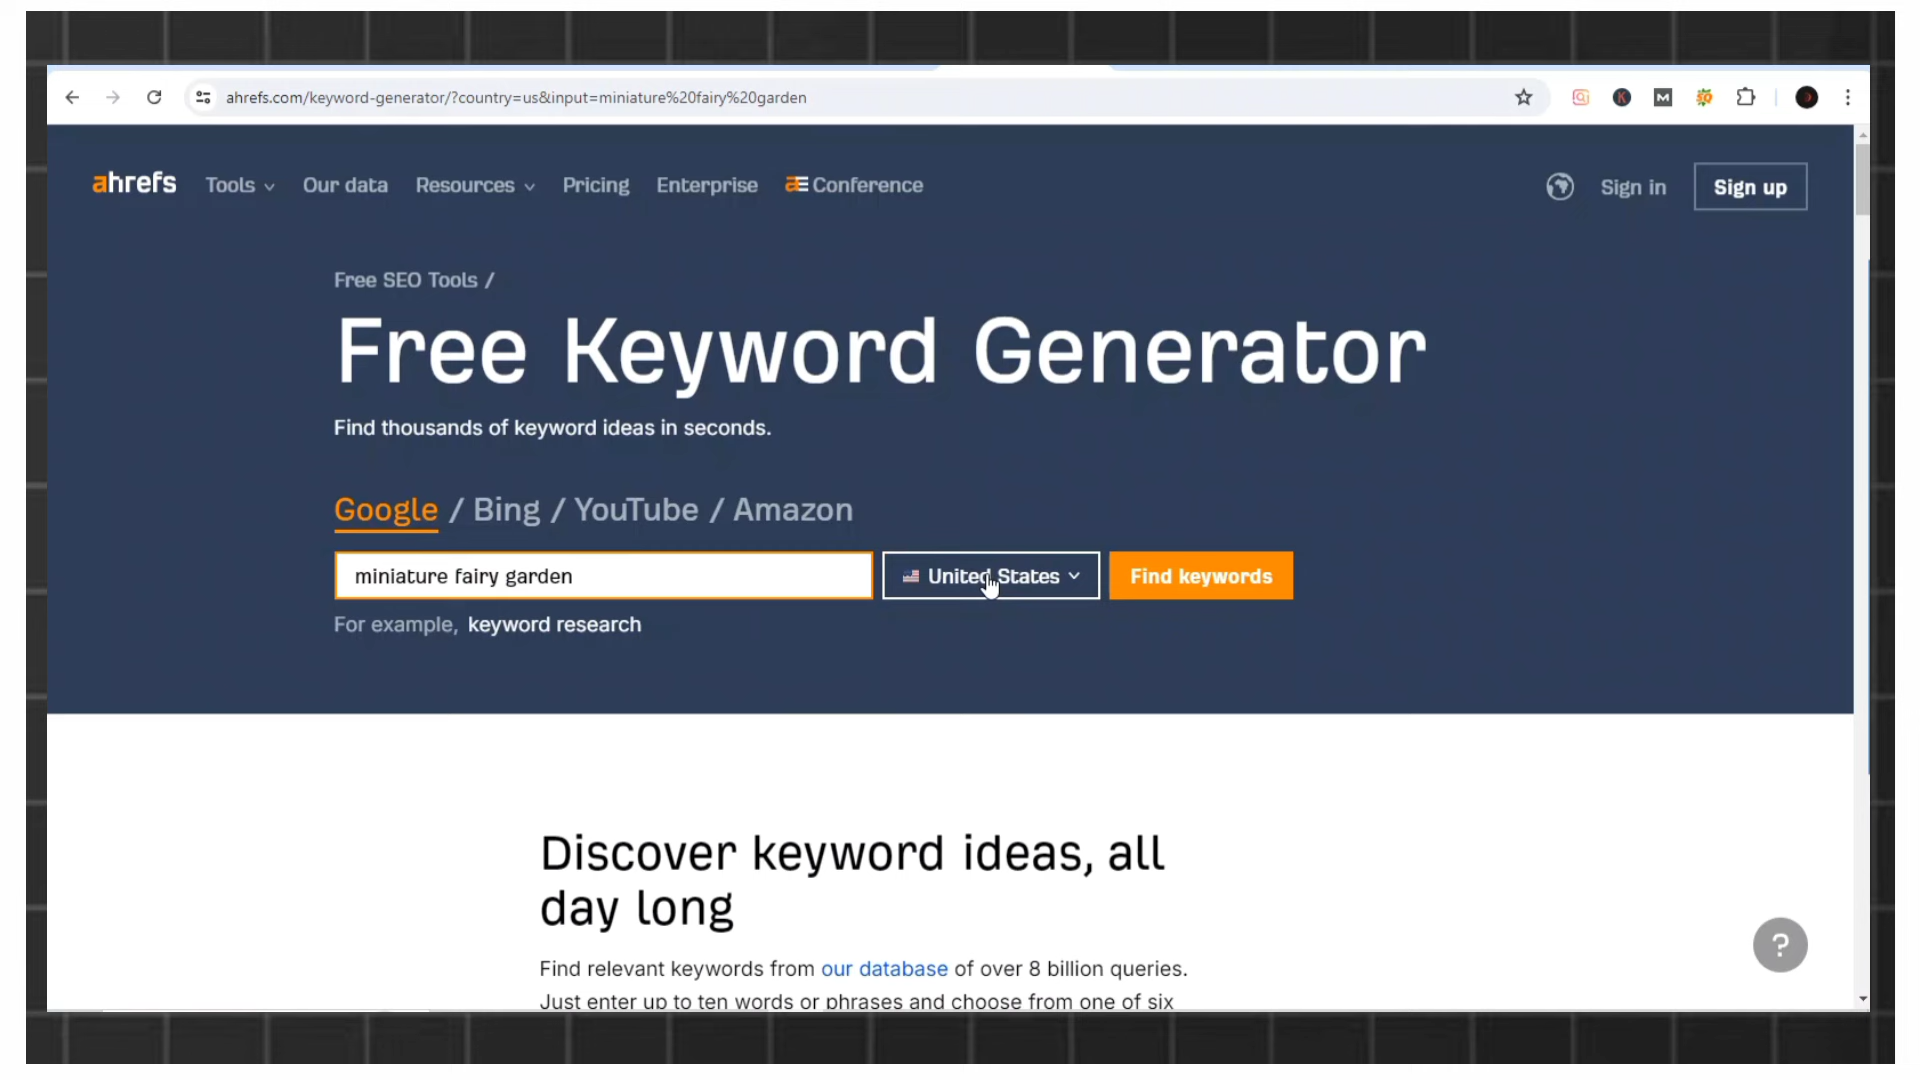 ahrefs.com/keyword-generator/?country=us&input=miniature%20fairy%20garden
ahrefs Tools Our data Resources Pricing Enterprise Conference Sign in Sign up
Free SEO Tools /
Free Keyword Generator
Find thousands of keyword ideas in seconds.
Google / Bing / YouTube / Amazon
miniature fairy garden United States Find keywords
For example, keyword research
Discover keyword ideas, all
day long
Find relevant keywords from our database of over 8 billion queries.
Just enter up to ten words or phrases and choose from one of six
?